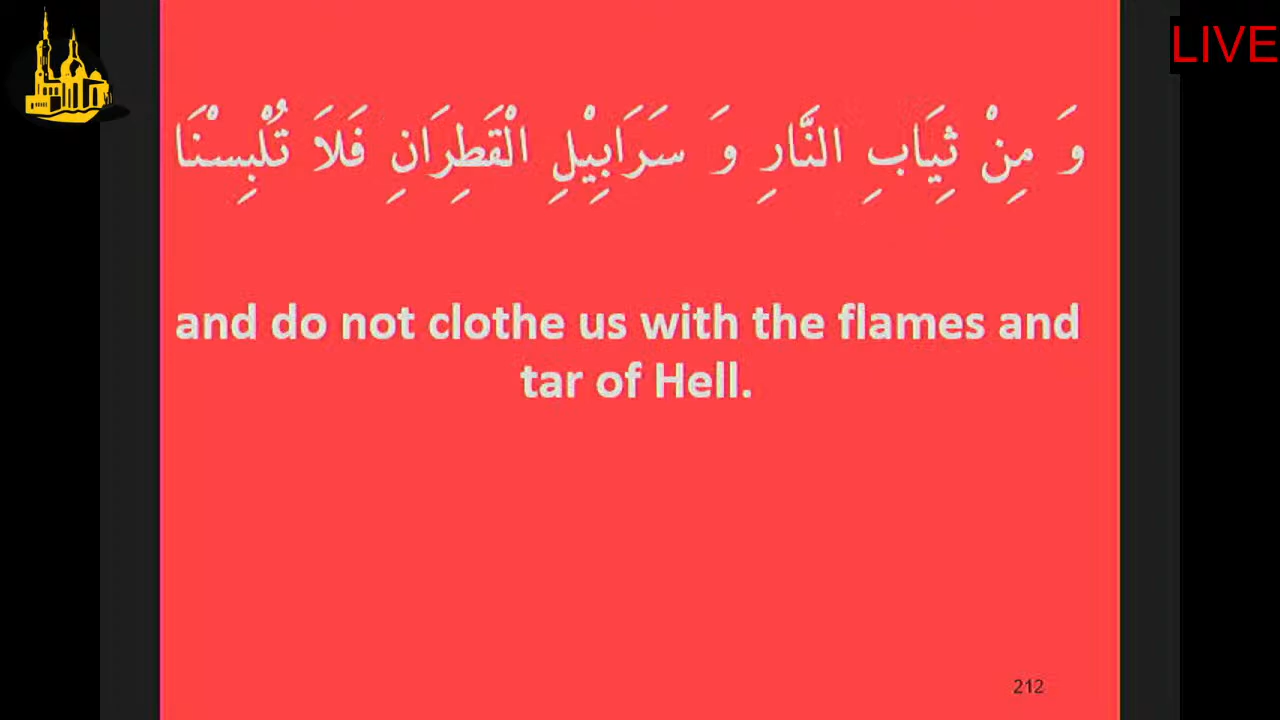 LIVE
وَ مِنْ ثِيَابِ النَّارِ وَ سَرَابِيْلِ الْقَطِرَانِ فَلَا تُلْبِسْنَا
and do not clothe us with the flames and
tar of Hell.
212